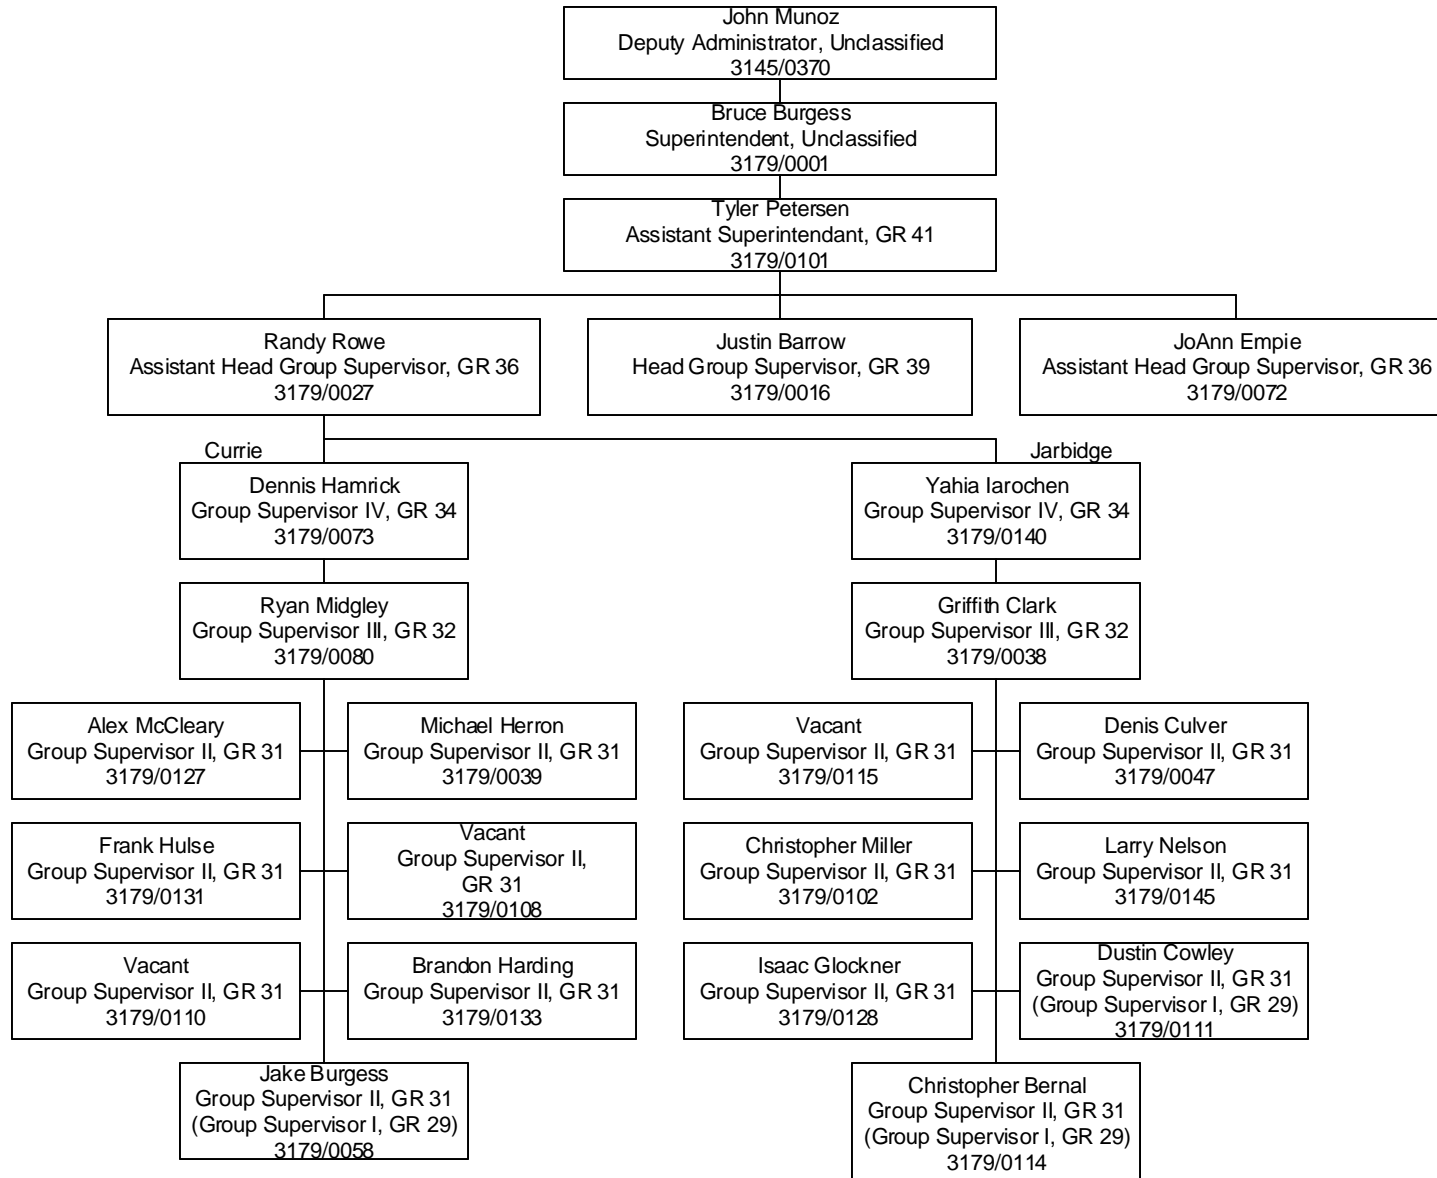 John Munoz
Deputy Administrator, Unclassified
3145/0370
Bruce Burgess
Superintendent, Unclassified
3179/0001
Tyler Petersen
Assistant Superintendant, GR 41
3179/0101
Randy Rowe
Assistant Head Group Supervisor, GR 36
3179/0027
Justin Barrow
Head Group Supervisor, GR 39
3179/0016
JoAnn Empie
Assistant Head Group Supervisor, GR 36
3179/0072
Currie
Dennis Hamrick
Group Supervisor IV, GR 34
3179/0073
Jarbidge
Yahia Iarochen
Group Supervisor IV, GR 34
3179/0140
Ryan Midgley
Group Supervisor III, GR 32
3179/0080
Griffith Clark
Group Supervisor III, GR 32
3179/0038
Alex McCleary
Group Supervisor II, GR 31
3179/0127
Michael Herron
Group Supervisor II, GR 31
3179/0039
Vacant
Group Supervisor II, GR 31
3179/0115
Denis Culver
Group Supervisor II, GR 31
3179/0047
Frank Hulse
Group Supervisor II, GR 31
3179/0131
Vacant
Group Supervisor II,
GR 31
3179/0108
Christopher Miller
Group Supervisor II, GR 31
3179/0102
Larry Nelson
Group Supervisor II, GR 31
3179/0145
Vacant
Group Supervisor II, GR 31
3179/0110
Brandon Harding
Group Supervisor II, GR 31
3179/0133
Isaac Glockner
Group Supervisor II, GR 31
3179/0128
Dustin Cowley
Group Supervisor II, GR 31
(Group Supervisor I, GR 29)
3179/0111
Jake Burgess
Group Supervisor II, GR 31
(Group Supervisor I, GR 29)
3179/0058
Christopher Bernal
Group Supervisor II, GR 31
(Group Supervisor I, GR 29)
3179/0114